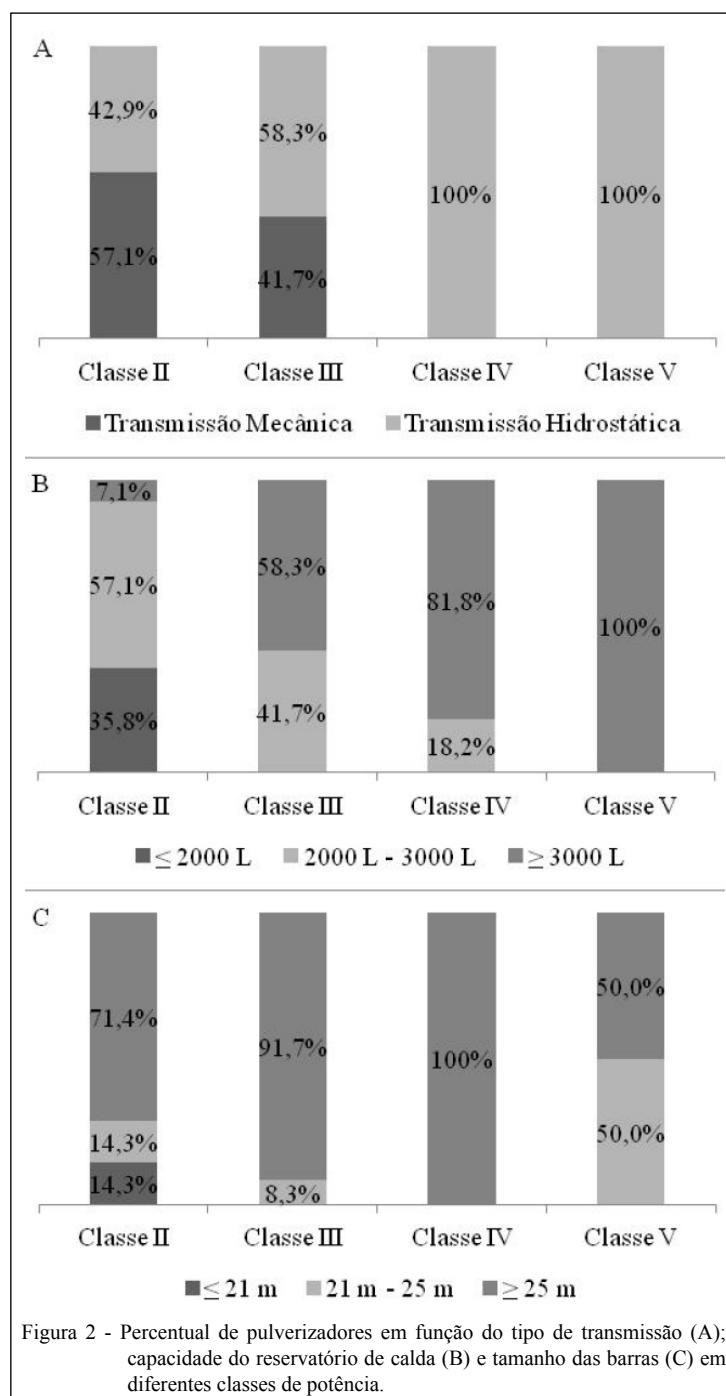 A
42,9%
58,3%
100%
100%
57,1%
41,7%
Classe II Classe III Classe IV Classe V
Transmissão Mecânica Transmissão Hidrostática
B
7,1%
57,1%
58,3%
81,8%
100%
35,8%
41,7%
18,2%
Classe II Classe III Classe IV Classe V
≤ 2000 L 2000 L - 3000 L ≥ 3000 L
C
71,4%
91,7%
100%
50,0%
14,3%
50,0%
14,3%
8,3%
Classe II Classe III Classe IV Classe V
≤ 21 m 21 m - 25 m ≥ 25 m
Figura 2 - Percentual de pulverizadores em função do tipo de transmissão (A);
capacidade do reservatório de calda (B) e tamanho das barras (C) em
diferentes classes de potência.